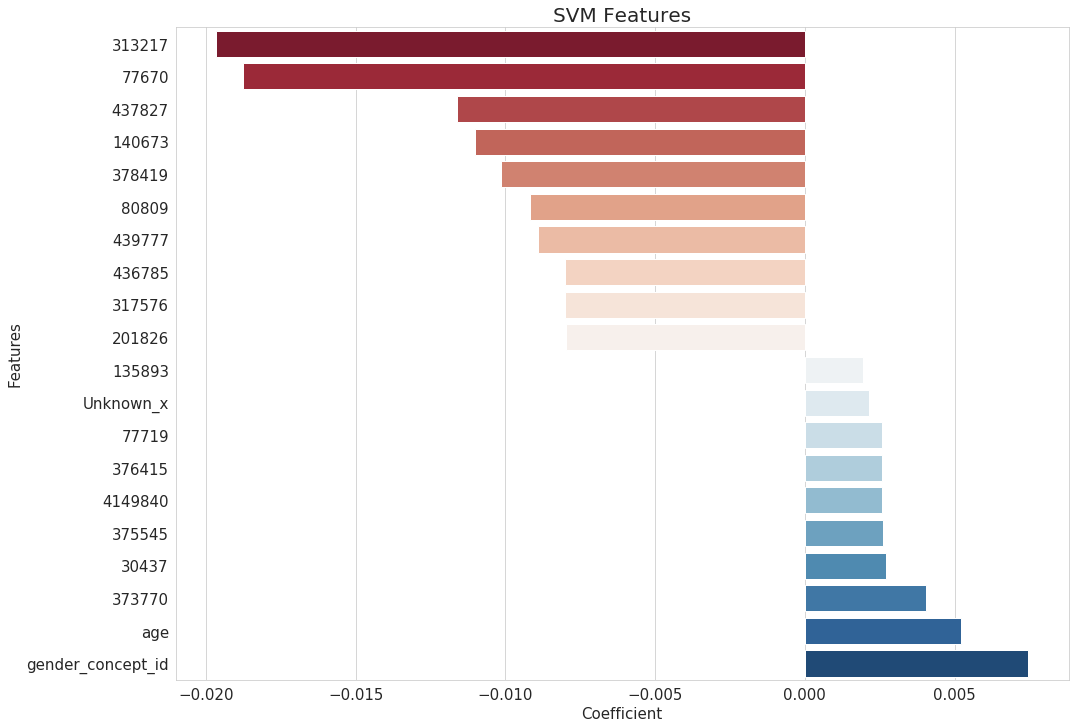 SVM Features
Features
313217
77670
437827
140673
378419
80809
439777
436785
317576
201826
135893
Unknown_x
77719
376415
4149840
375545
30437
373770
age
gender_concept_id
−0.020 −0.015 −0.010 −0.005 0.000 0.005
Coefficient